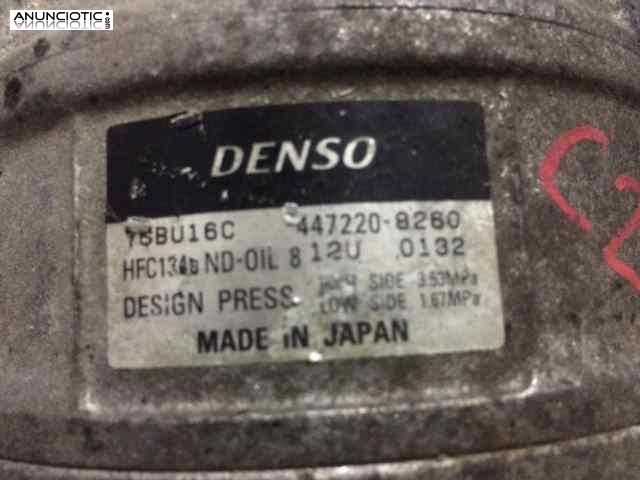 ANUNCIOTIC
.com
DENSO
447220-8260
HFC134a ND-OIL 8 12U 0132
DESIGN PRESS. HIGH SIDE 3.53MPa
LOW SIDE 1.67MPa
MADE IN JAPAN